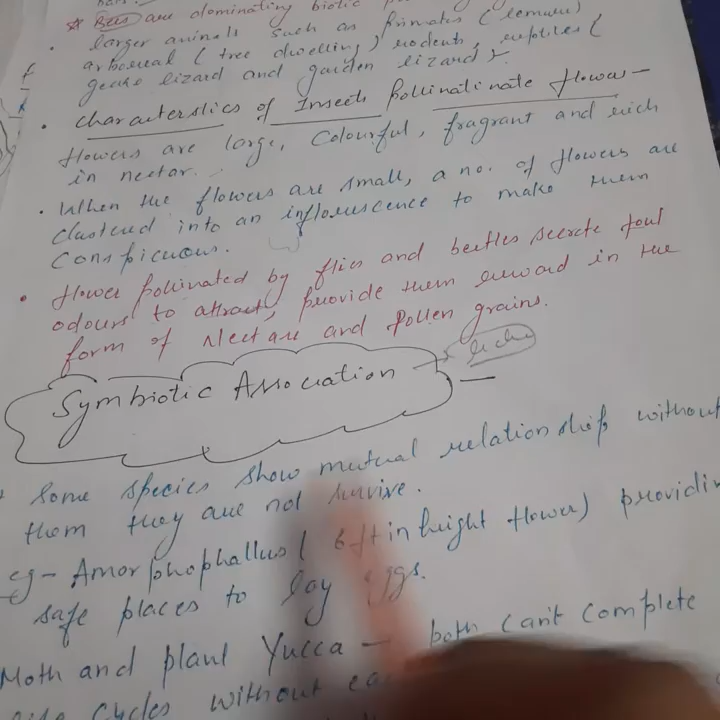 * Bees are dominating biotic
larger animals such as Primates (lemurs)
arboreal (tree dwelling) rodents, reptiles (
gecko lizard and garden lizard).
• Characterstics of Insects Pollinatinate flower —
flowers are large, Colourful, fragrant and rich
in nectar.
• When the flowers are small, a no. of flowers are
clustered into an inflorescence to make them
Conspicuous.
• flower pollinated by flies and beetles secrete foul
odours to attract, provide them reward in the
form of Nectar and Pollen grains.
Symbiotic Association —
Some species show mutual relationship without
them they are not survive.
eg - Amorphophallus ( 6 ft in height flower) providin
safe places to lay eggs.
Moth and plant Yucca — both can't complete
cycles without